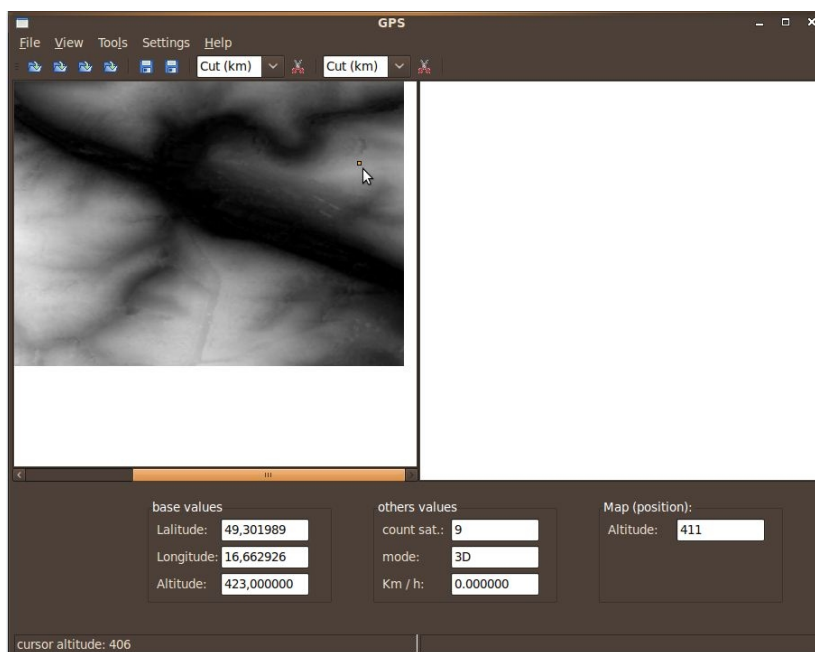 GPS
File View Tools Settings Help
Cut (km) Cut (km)
base values others values Map (position):
Lalitude: 49,301989 count sat.: 9 Altitude: 411
Longitude: 16,662926 mode: 3D
Altitude: 423,000000 Km / h: 0.000000
cursor altitude: 406